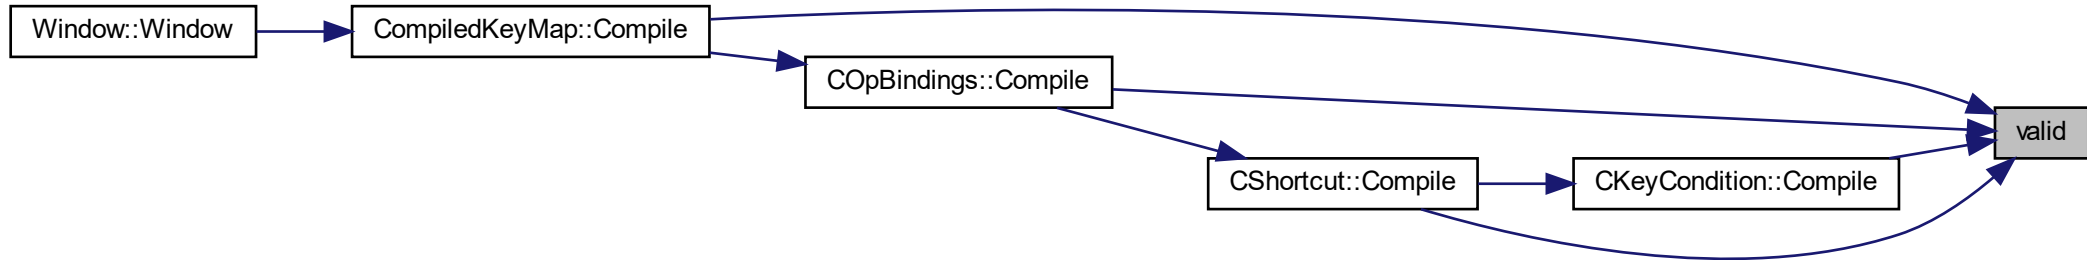 Window::Window
CompiledKeyMap::Compile
COpBindings::Compile
valid
CShortcut::Compile
CKeyCondition::Compile